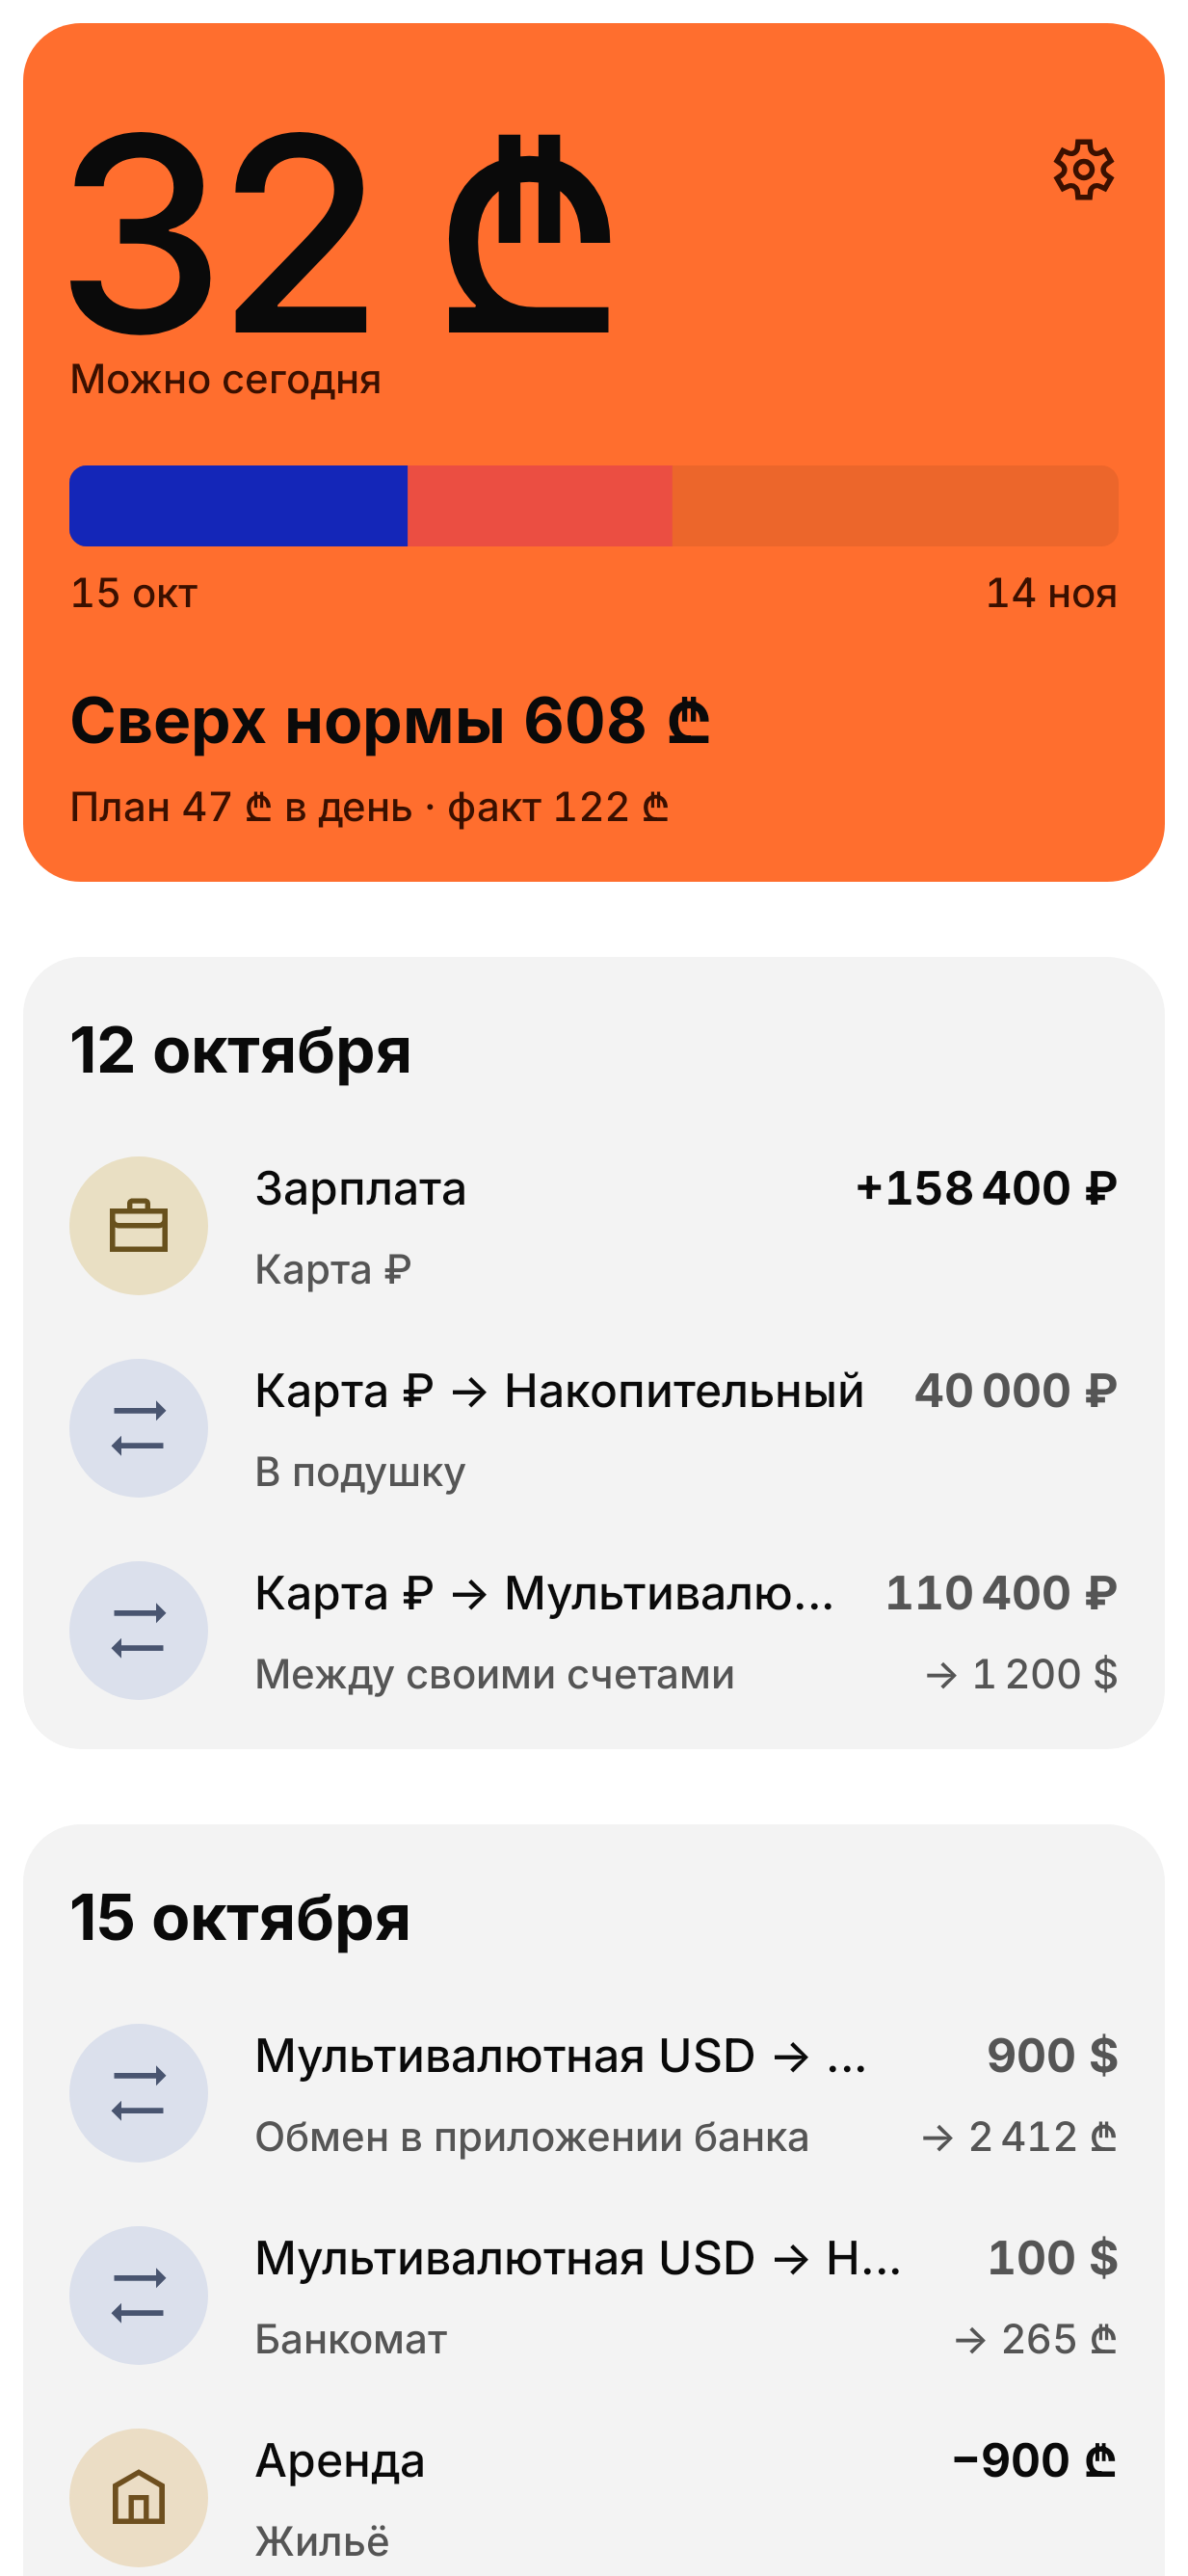 32 ₾
Можно сегодня
15 окт
14 ноя
Сверх нормы 608 ₾
План 47 ₾ в день · факт 122 ₾
12 октября
Зарплата
+158 400 ₽
Карта ₽
Карта ₽ → Накопительный
40 000 ₽
В подушку
Карта ₽ → Мультивалю...
110 400 ₽
Между своими счетами
→ 1 200 $
15 октября
Мультивалютная USD → ...
900 $
Обмен в приложении банка
→ 2 412 ₾
Мультивалютная USD → Н...
100 $
Банкомат
→ 265 ₾
Аренда
−900 ₾
Жильё